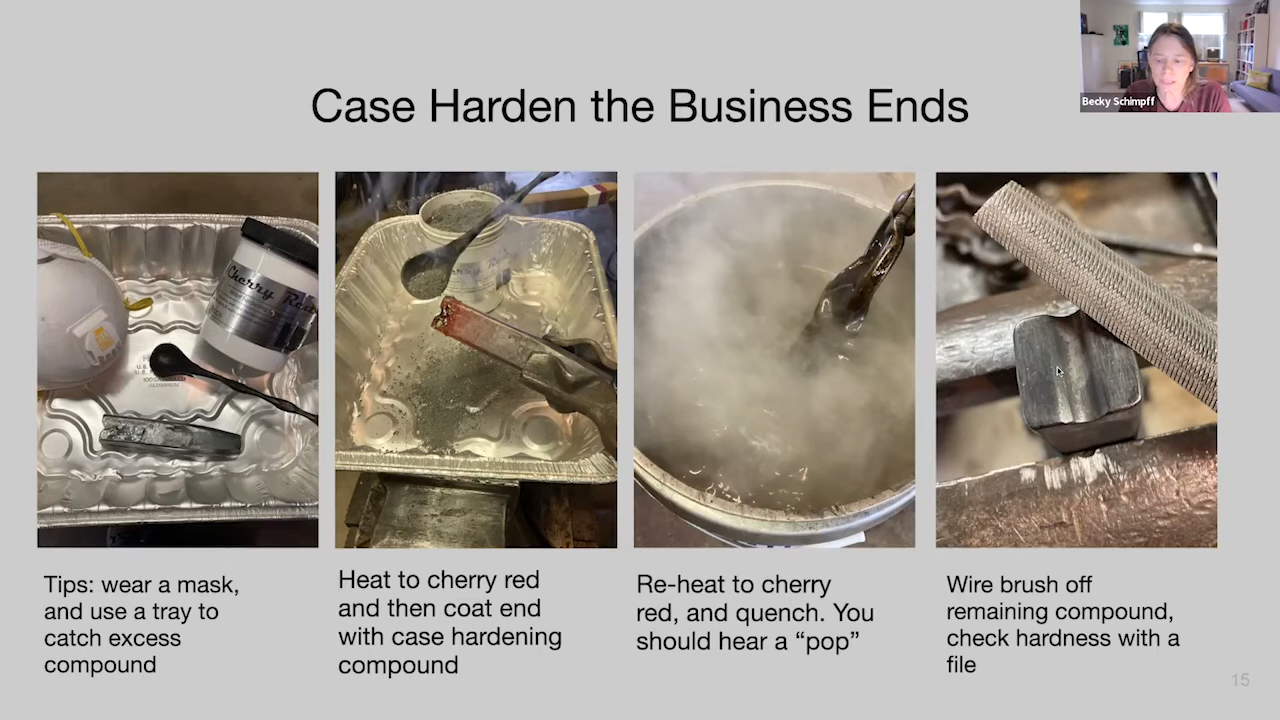 Becky Schimpff
Case Harden the Business Ends
Cherry Red
Tips: wear a mask,
and use a tray to
catch excess
compound
Heat to cherry red
and then coat end
with case hardening
compound
Re-heat to cherry
red, and quench. You
should hear a “pop”
Wire brush off
remaining compound,
check hardness with a
file
15